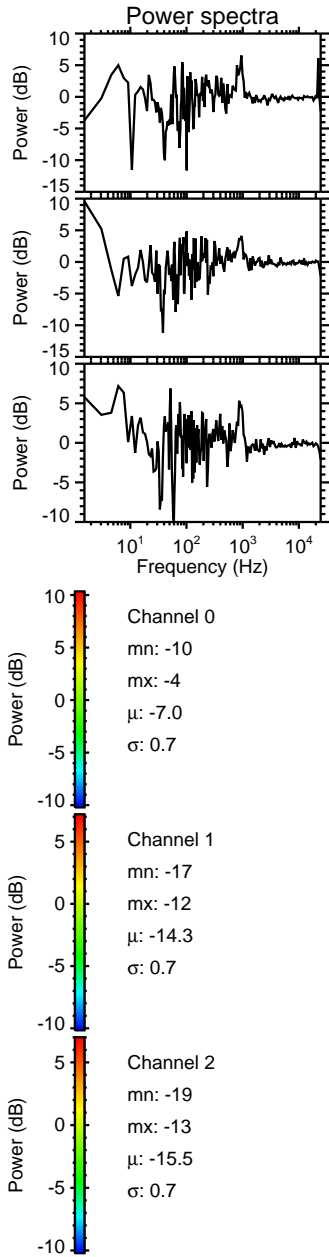 Power spectra
10
5
0
-5
-10
-15
Power (dB)
10
5
0
-5
-10
-15
Power (dB)
10
5
0
-5
-10
Power (dB)
10¹ 10² 10³ 10⁴
Frequency (Hz)
10
5
0
-5
-10
Power (dB)
Channel 0
mn: -10
mx: -4
μ: -7.0
σ: 0.7
5
0
-5
-10
Power (dB)
Channel 1
mn: -17
mx: -12
μ: -14.3
σ: 0.7
5
0
-5
-10
Power (dB)
Channel 2
mn: -19
mx: -13
μ: -15.5
σ: 0.7